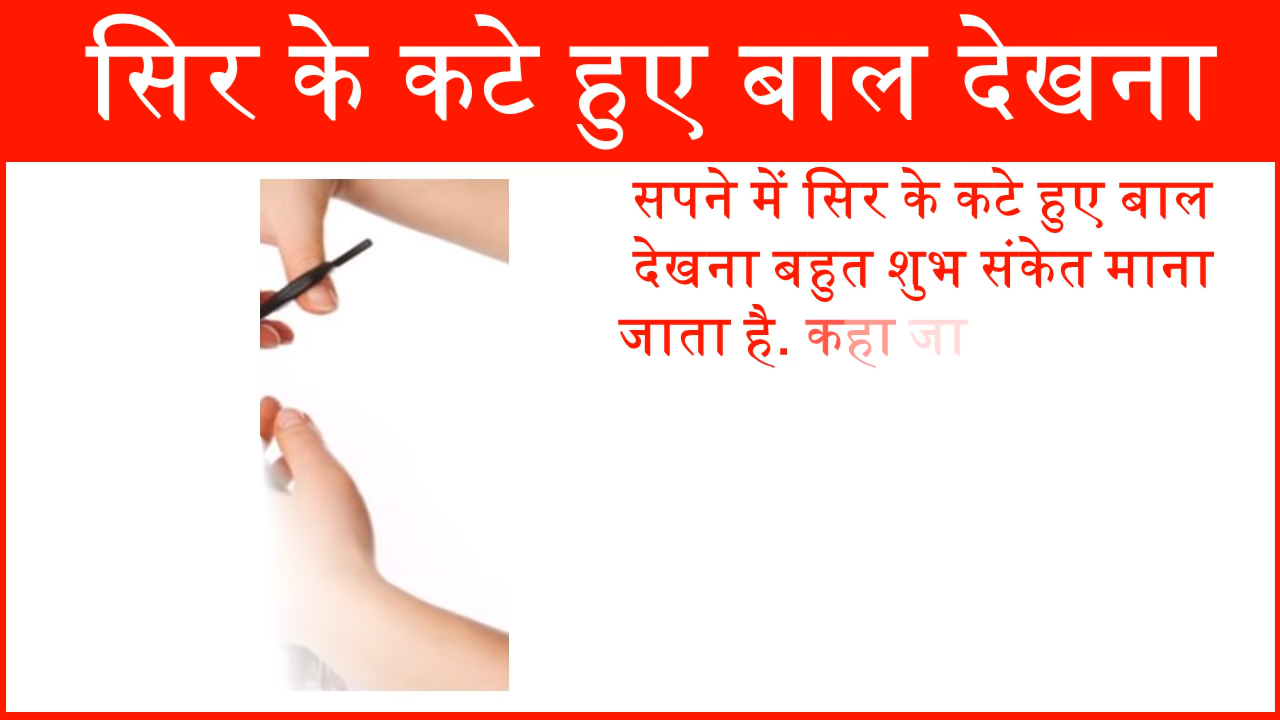 सिर के कटे हुए बाल देखना
सपने में सिर के कटे हुए बाल
देखना बहुत शुभ संकेत माना
जाता है. कहा जा